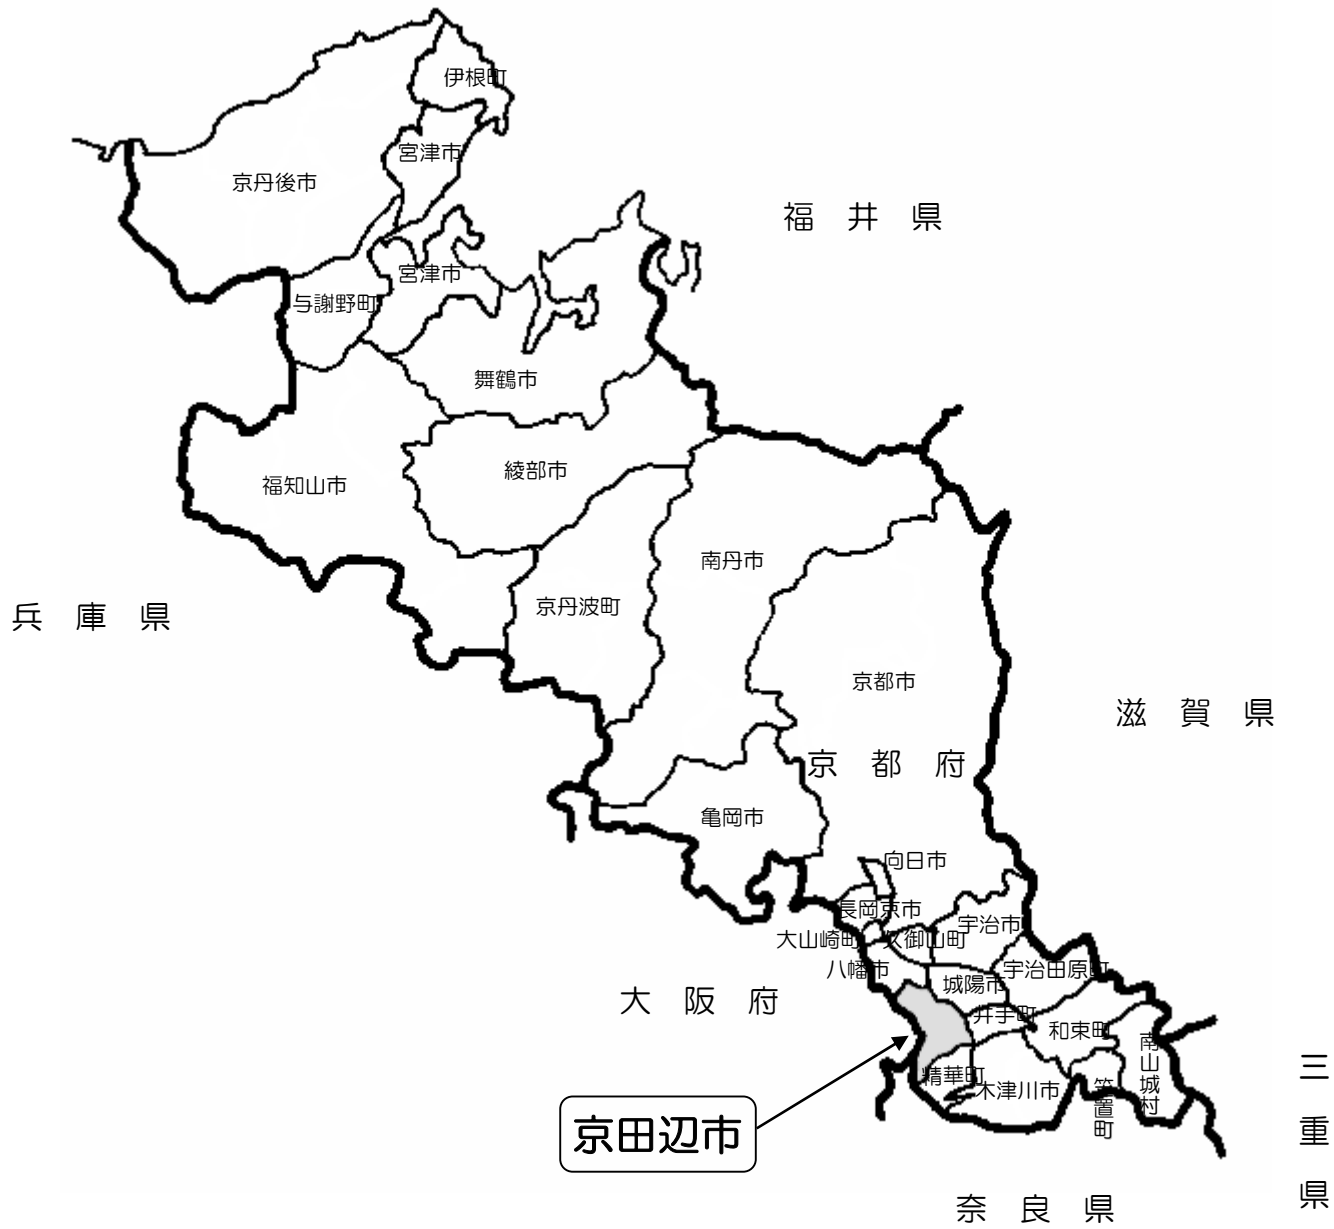 伊根町
宮津市
京丹後市
福井県
宮津市
与謝野町
舞鶴市
綾部市
福知山市
南丹市
京丹波町
兵庫県
京都市
滋賀県
京都府
亀岡市
向日市
長岡京市
宇治市
大山崎町
久御山町
八幡市
宇治田原町
城陽市
大阪府
井手町
和束町
南山城村
精華町
木津川市
笠置町
三重県
京田辺市
奈良県